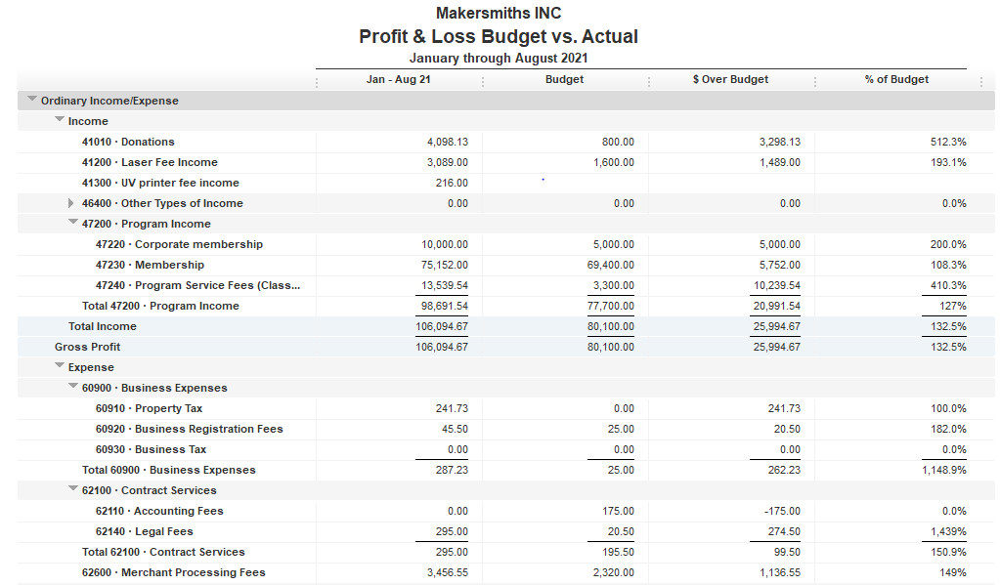 Makersmiths INC
Profit & Loss Budget vs. Actual
January through August 2021
Jan - Aug 21 Budget $ Over Budget % of Budget
Ordinary Income/Expense
Income
41010 · Donations 4,098.13 800.00 3,298.13 512.3%
41200 · Laser Fee Income 3,089.00 1,600.00 1,489.00 193.1%
41300 · UV printer fee income 216.00
46400 · Other Types of Income 0.00 0.00 0.00 0.0%
47200 · Program Income
47220 · Corporate membership 10,000.00 5,000.00 5,000.00 200.0%
47230 · Membership 75,152.00 69,400.00 5,752.00 108.3%
47240 · Program Service Fees (Class... 13,539.54 3,300.00 10,239.54 410.3%
Total 47200 · Program Income 98,691.54 77,700.00 20,991.54 127%
Total Income 106,094.67 80,100.00 25,994.67 132.5%
Gross Profit 106,094.67 80,100.00 25,994.67 132.5%
Expense
60900 · Business Expenses
60910 · Property Tax 241.73 0.00 241.73 100.0%
60920 · Business Registration Fees 45.50 25.00 20.50 182.0%
60930 · Business Tax 0.00 0.00 0.00 0.0%
Total 60900 · Business Expenses 287.23 25.00 262.23 1,148.9%
62100 · Contract Services
62110 · Accounting Fees 0.00 175.00 -175.00 0.0%
62140 · Legal Fees 295.00 20.50 274.50 1,439%
Total 62100 · Contract Services 295.00 195.50 99.50 150.9%
62600 · Merchant Processing Fees 3,456.55 2,320.00 1,136.55 149%